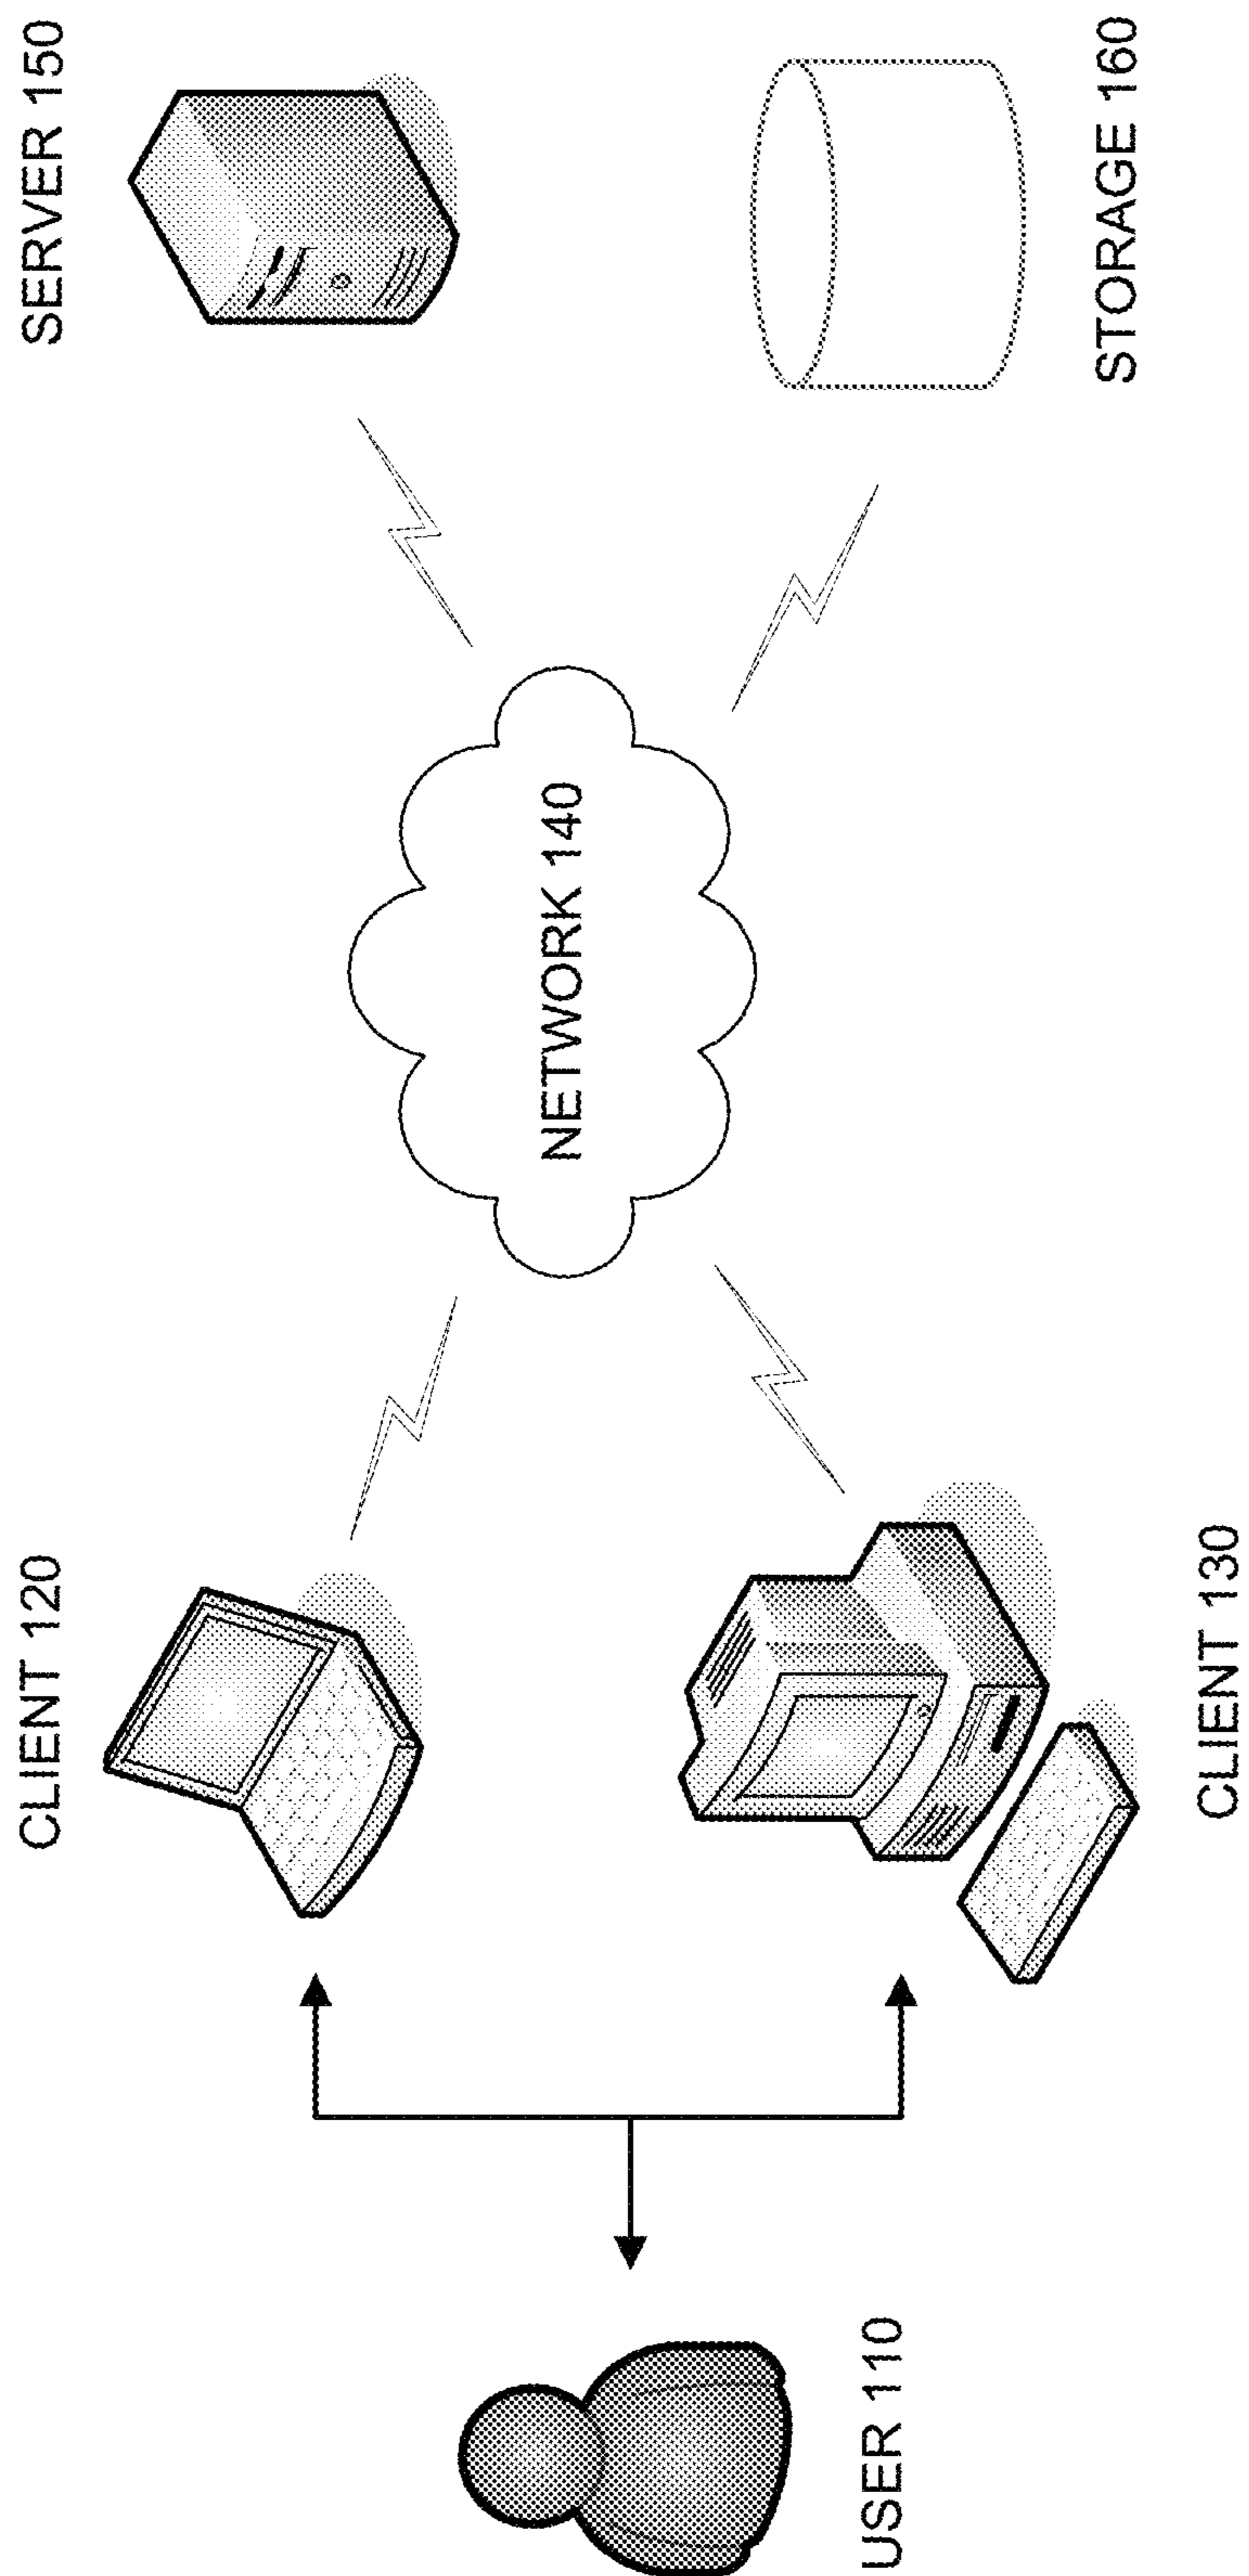 USER 110
CLIENT 120
CLIENT 130
NETWORK 140
SERVER 150
STORAGE 160